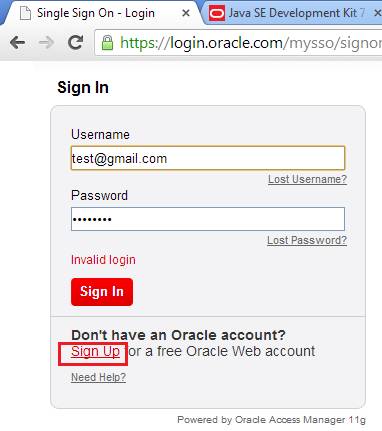 Single Sign On - Login
Java SE Development Kit 7
https://login.oracle.com/mysso/signon
Sign In
Username
test@gmail.com
Lost Username?
Password
••••••••
Lost Password?
Invalid login
Sign In
Don't have an Oracle account?
Sign Up for a free Oracle Web account
Need Help?
Powered by Oracle Access Manager 11g